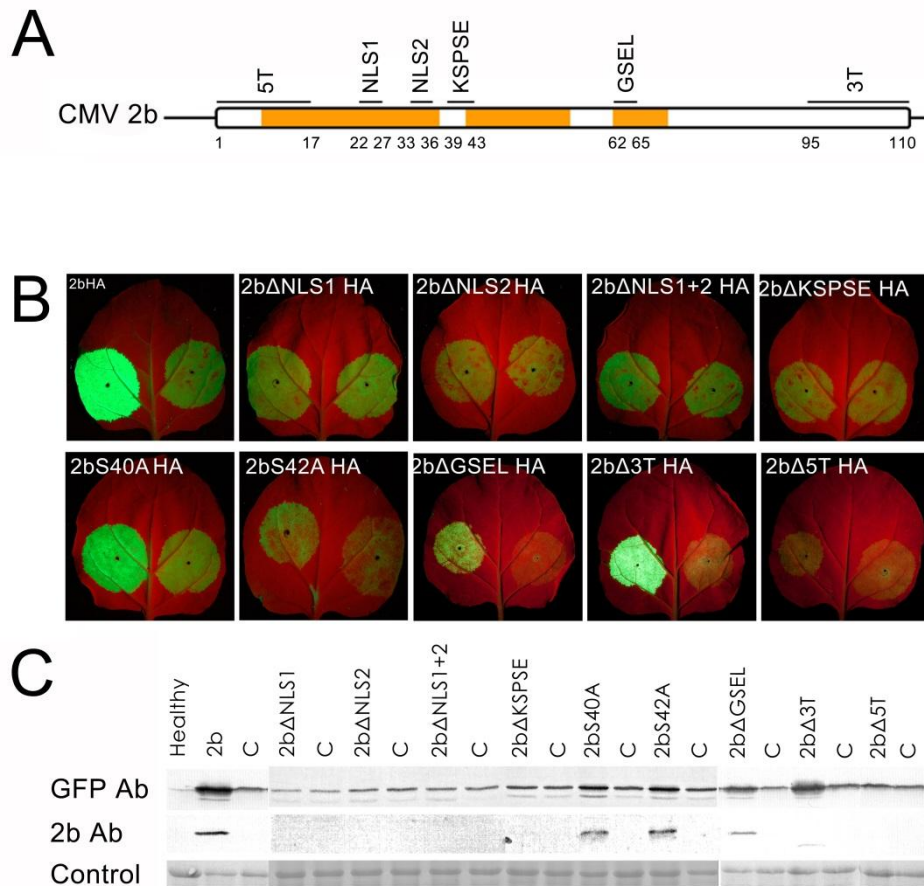 A
5T
NLS1
NLS2
KSPSE
GSEL
3T
CMV 2b
1 17 22 27 33 36 39 43 62 65 95 110
B
2bHA 2bΔNLS1 HA 2bΔNLS2 HA 2bΔNLS1+2 HA 2bΔKSPSE HA
2bS40A HA 2bS42A HA 2bΔGSEL HA 2bΔ3T HA 2bΔ5T HA
C
Healthy
2b
C
2bΔNLS1
C
2bΔNLS2
C
2bΔNLS1+2
C
2bΔKSPSE
C
2bS40A
C
2bS42A
C
2bΔGSEL
C
2bΔ3T
C
2bΔ5T
C
GFP Ab
2b Ab
Control